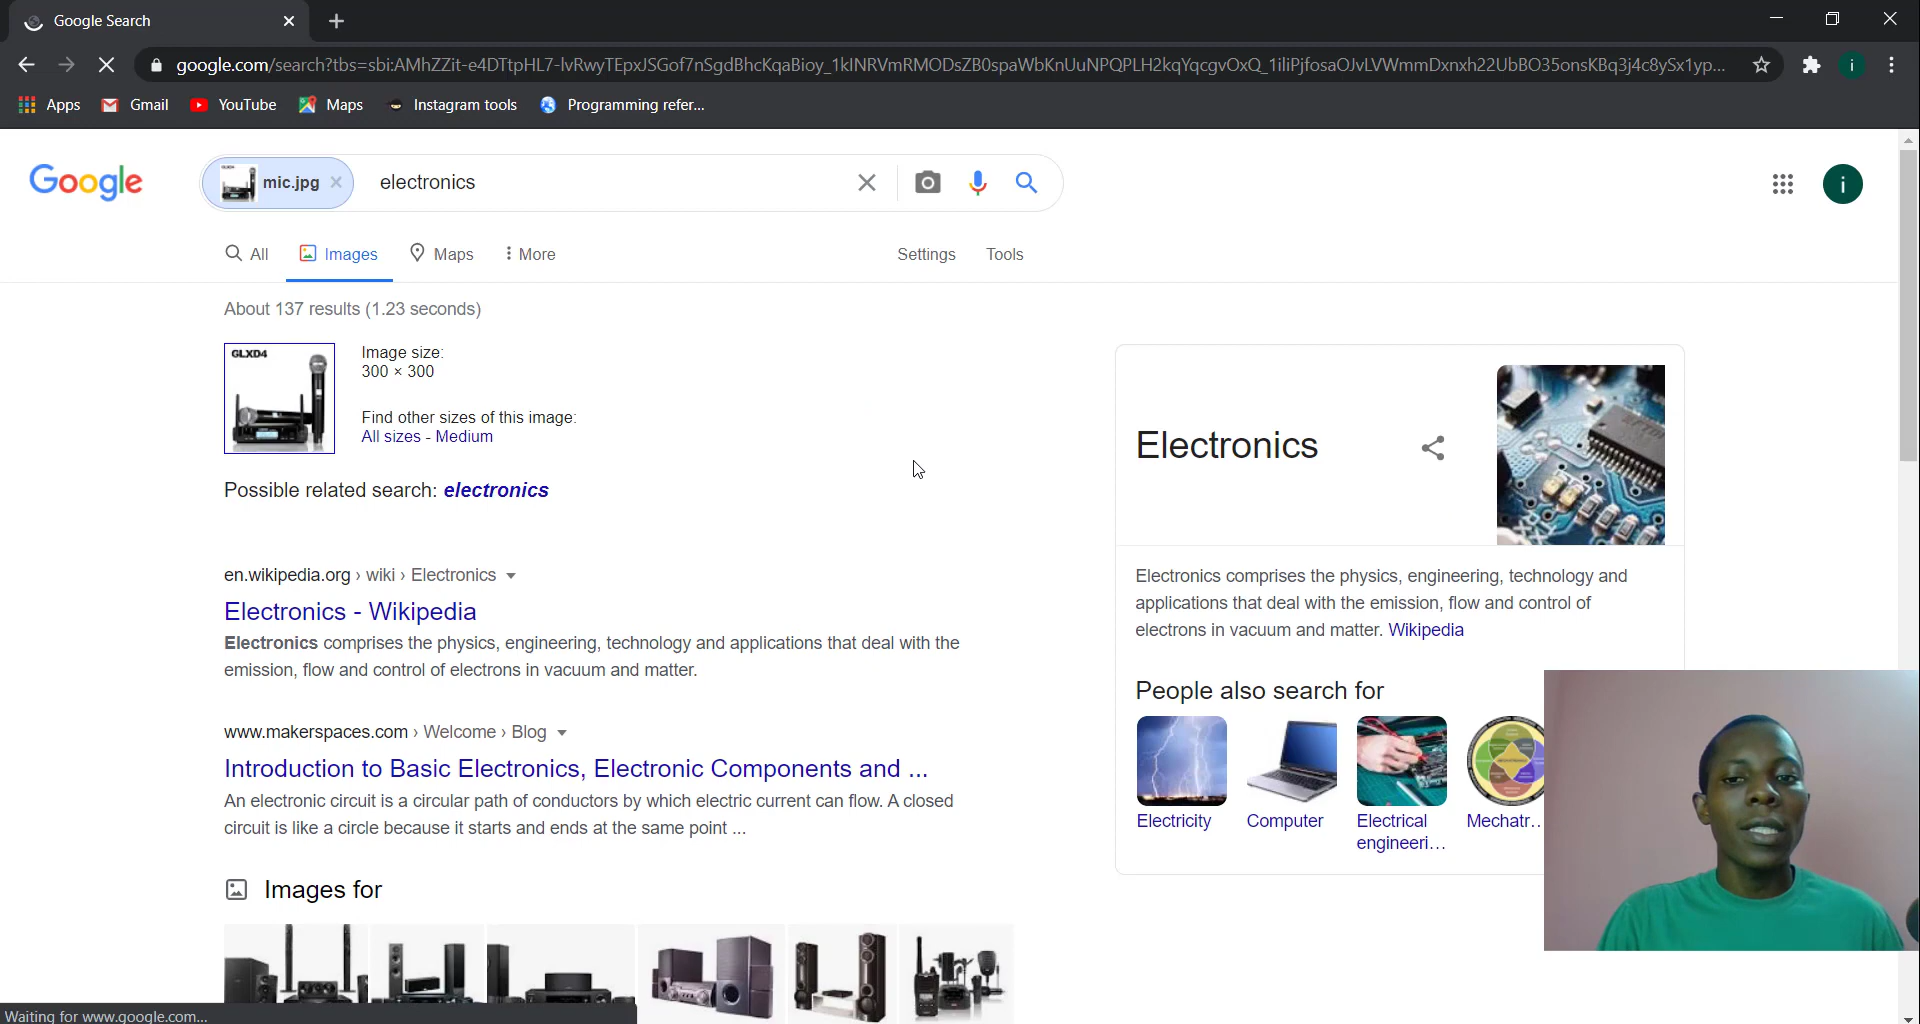 Google Search
google.com/search?tbs=sbi:AMhZZit-e4DTtpHL7-lvRwyTEpxJSGof7nSgdBhcKqaBioy_1kINRVmRMODsZB0spaWbKnUuNPQPLH2kqYqcgvOxQ_1iliPjfosaOJvLVWmmDxnxh22UbBO35onsKBq3j4c8ySx1yp...
i
Apps
Gmail
YouTube
Maps
Instagram tools
Programming refer...
Google
mic.jpg
electronics
i
All
Images
Maps
More
Settings
Tools
About 137 results (1.23 seconds)
GLXD4
Image size:
300 × 300
Find other sizes of this image:
All sizes - Medium
Possible related search: electronics
en.wikipedia.org › wiki › Electronics
Electronics - Wikipedia
Electronics comprises the physics, engineering, technology and applications that deal with the
emission, flow and control of electrons in vacuum and matter.
www.makerspaces.com › Welcome › Blog
Introduction to Basic Electronics, Electronic Components and ...
An electronic circuit is a circular path of conductors by which electric current can flow. A closed
circuit is like a circle because it starts and ends at the same point ...
Images for
Electronics
Electronics comprises the physics, engineering, technology and
applications that deal with the emission, flow and control of
electrons in vacuum and matter. Wikipedia
People also search for
Electricity
Computer
Electrical
engineeri...
Mechatr...
Waiting for www.google.com...